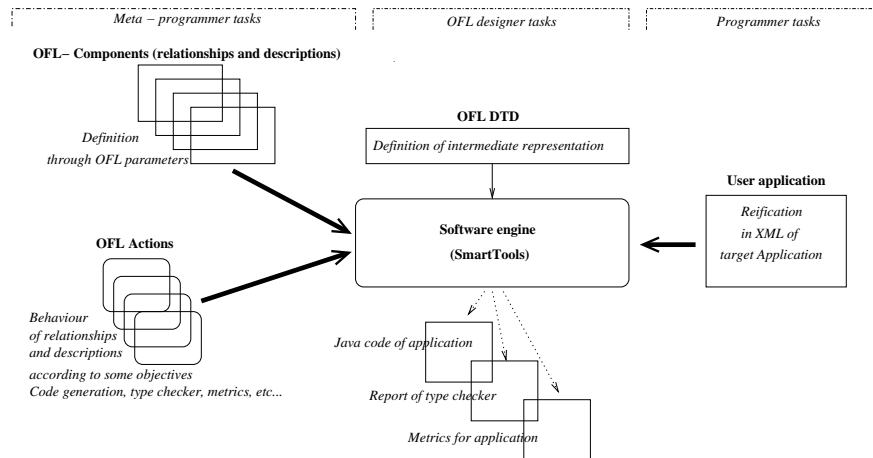 Meta – programmer tasks
OFL designer tasks
Programmer tasks
OFL– Components (relationships and descriptions)
Definition
through OFL parameters
OFL DTD
Definition of intermediate representation
User application
Reification
in XML of
target Application
Software engine
(SmartTools)
OFL Actions
Behaviour
of relationships
and descriptions
according to some objectives
Code generation, type checker, metrics, etc...
Java code of application
Report of type checker
Metrics for application